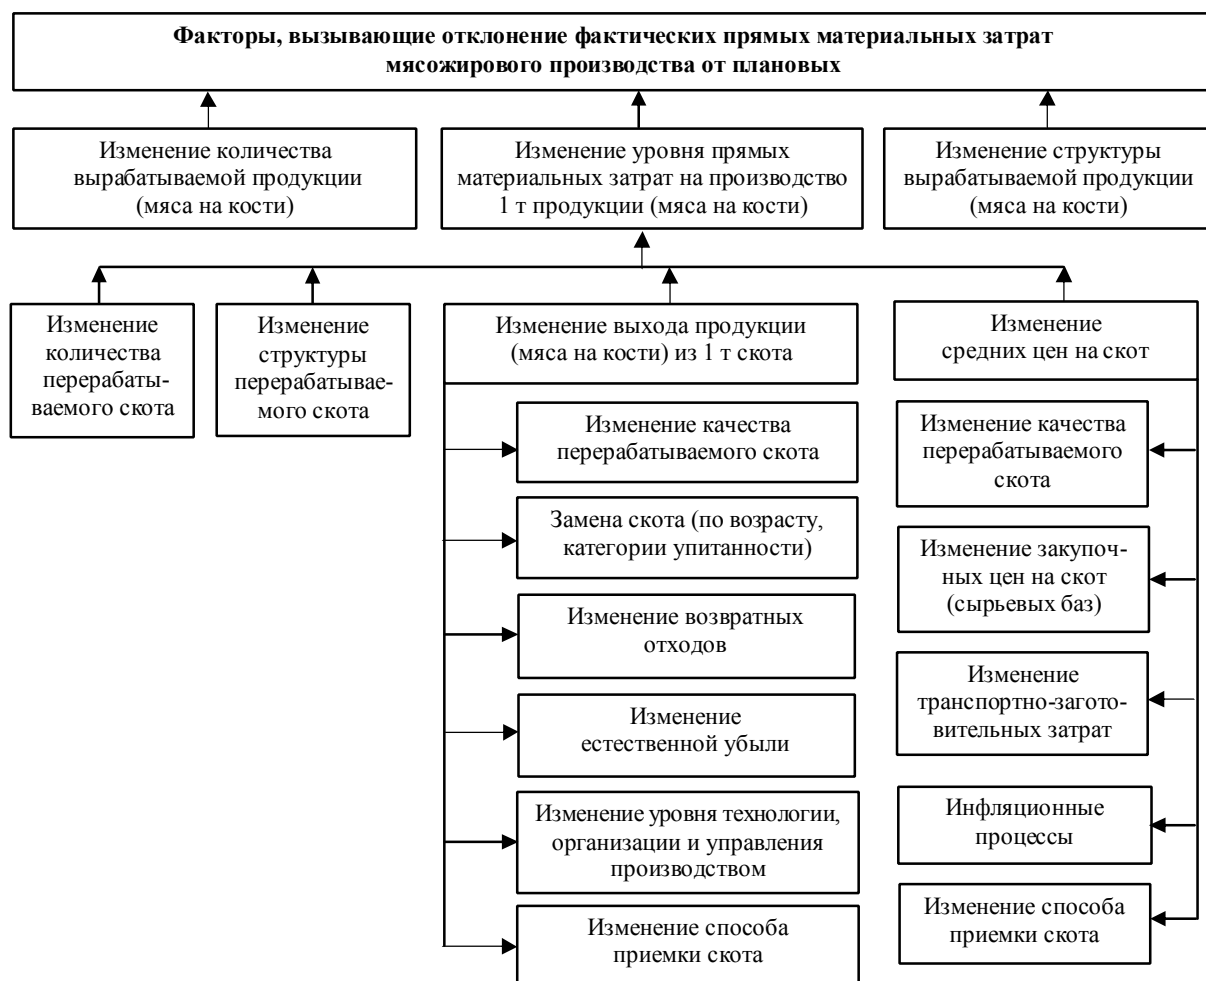 Факторы, вызывающие отклонение фактических прямых материальных затрат
мясожирового производства от плановых
Изменение количества
вырабатываемой продукции
(мяса на кости)
Изменение уровня прямых
материальных затрат на производство
1 т продукции (мяса на кости)
Изменение структуры
вырабатываемой продукции
(мяса на кости)
Изменение
количества
перерабаты-
ваемого скота
Изменение
структуры
перерабатывае-
мого скота
Изменение выхода продукции
(мяса на кости) из 1 т скота
Изменение
средних цен на скот
Изменение качества
перерабатываемого скота
Замена скота (по возрасту,
категории упитанности)
Изменение возвратных
отходов
Изменение
естественной убыли
Изменение уровня технологии,
организации и управления
производством
Изменение способа
приемки скота
Изменение качества
перерабатываемого
скота
Изменение закупоч-
ных цен на скот
(сырьевых баз)
Изменение
транспортно-загото-
вительных затрат
Инфляционные
процессы
Изменение способа
приемки скота